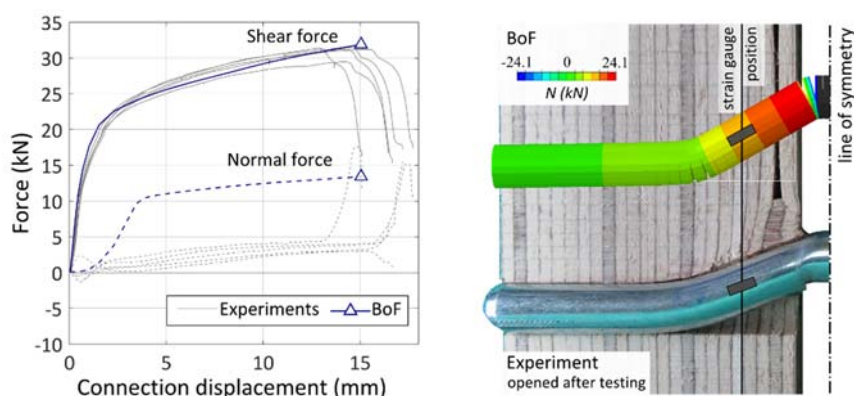 35
30
25
20
15
10
5
0
-5
-10
Force (kN)
Shear force
Normal force
Experiments
BoF
0
5
10
15
Connection displacement (mm)
BoF
-24.1 0 24.1
N (kN)
strain gauge
position
line of symmetry
Experiment
opened after testing